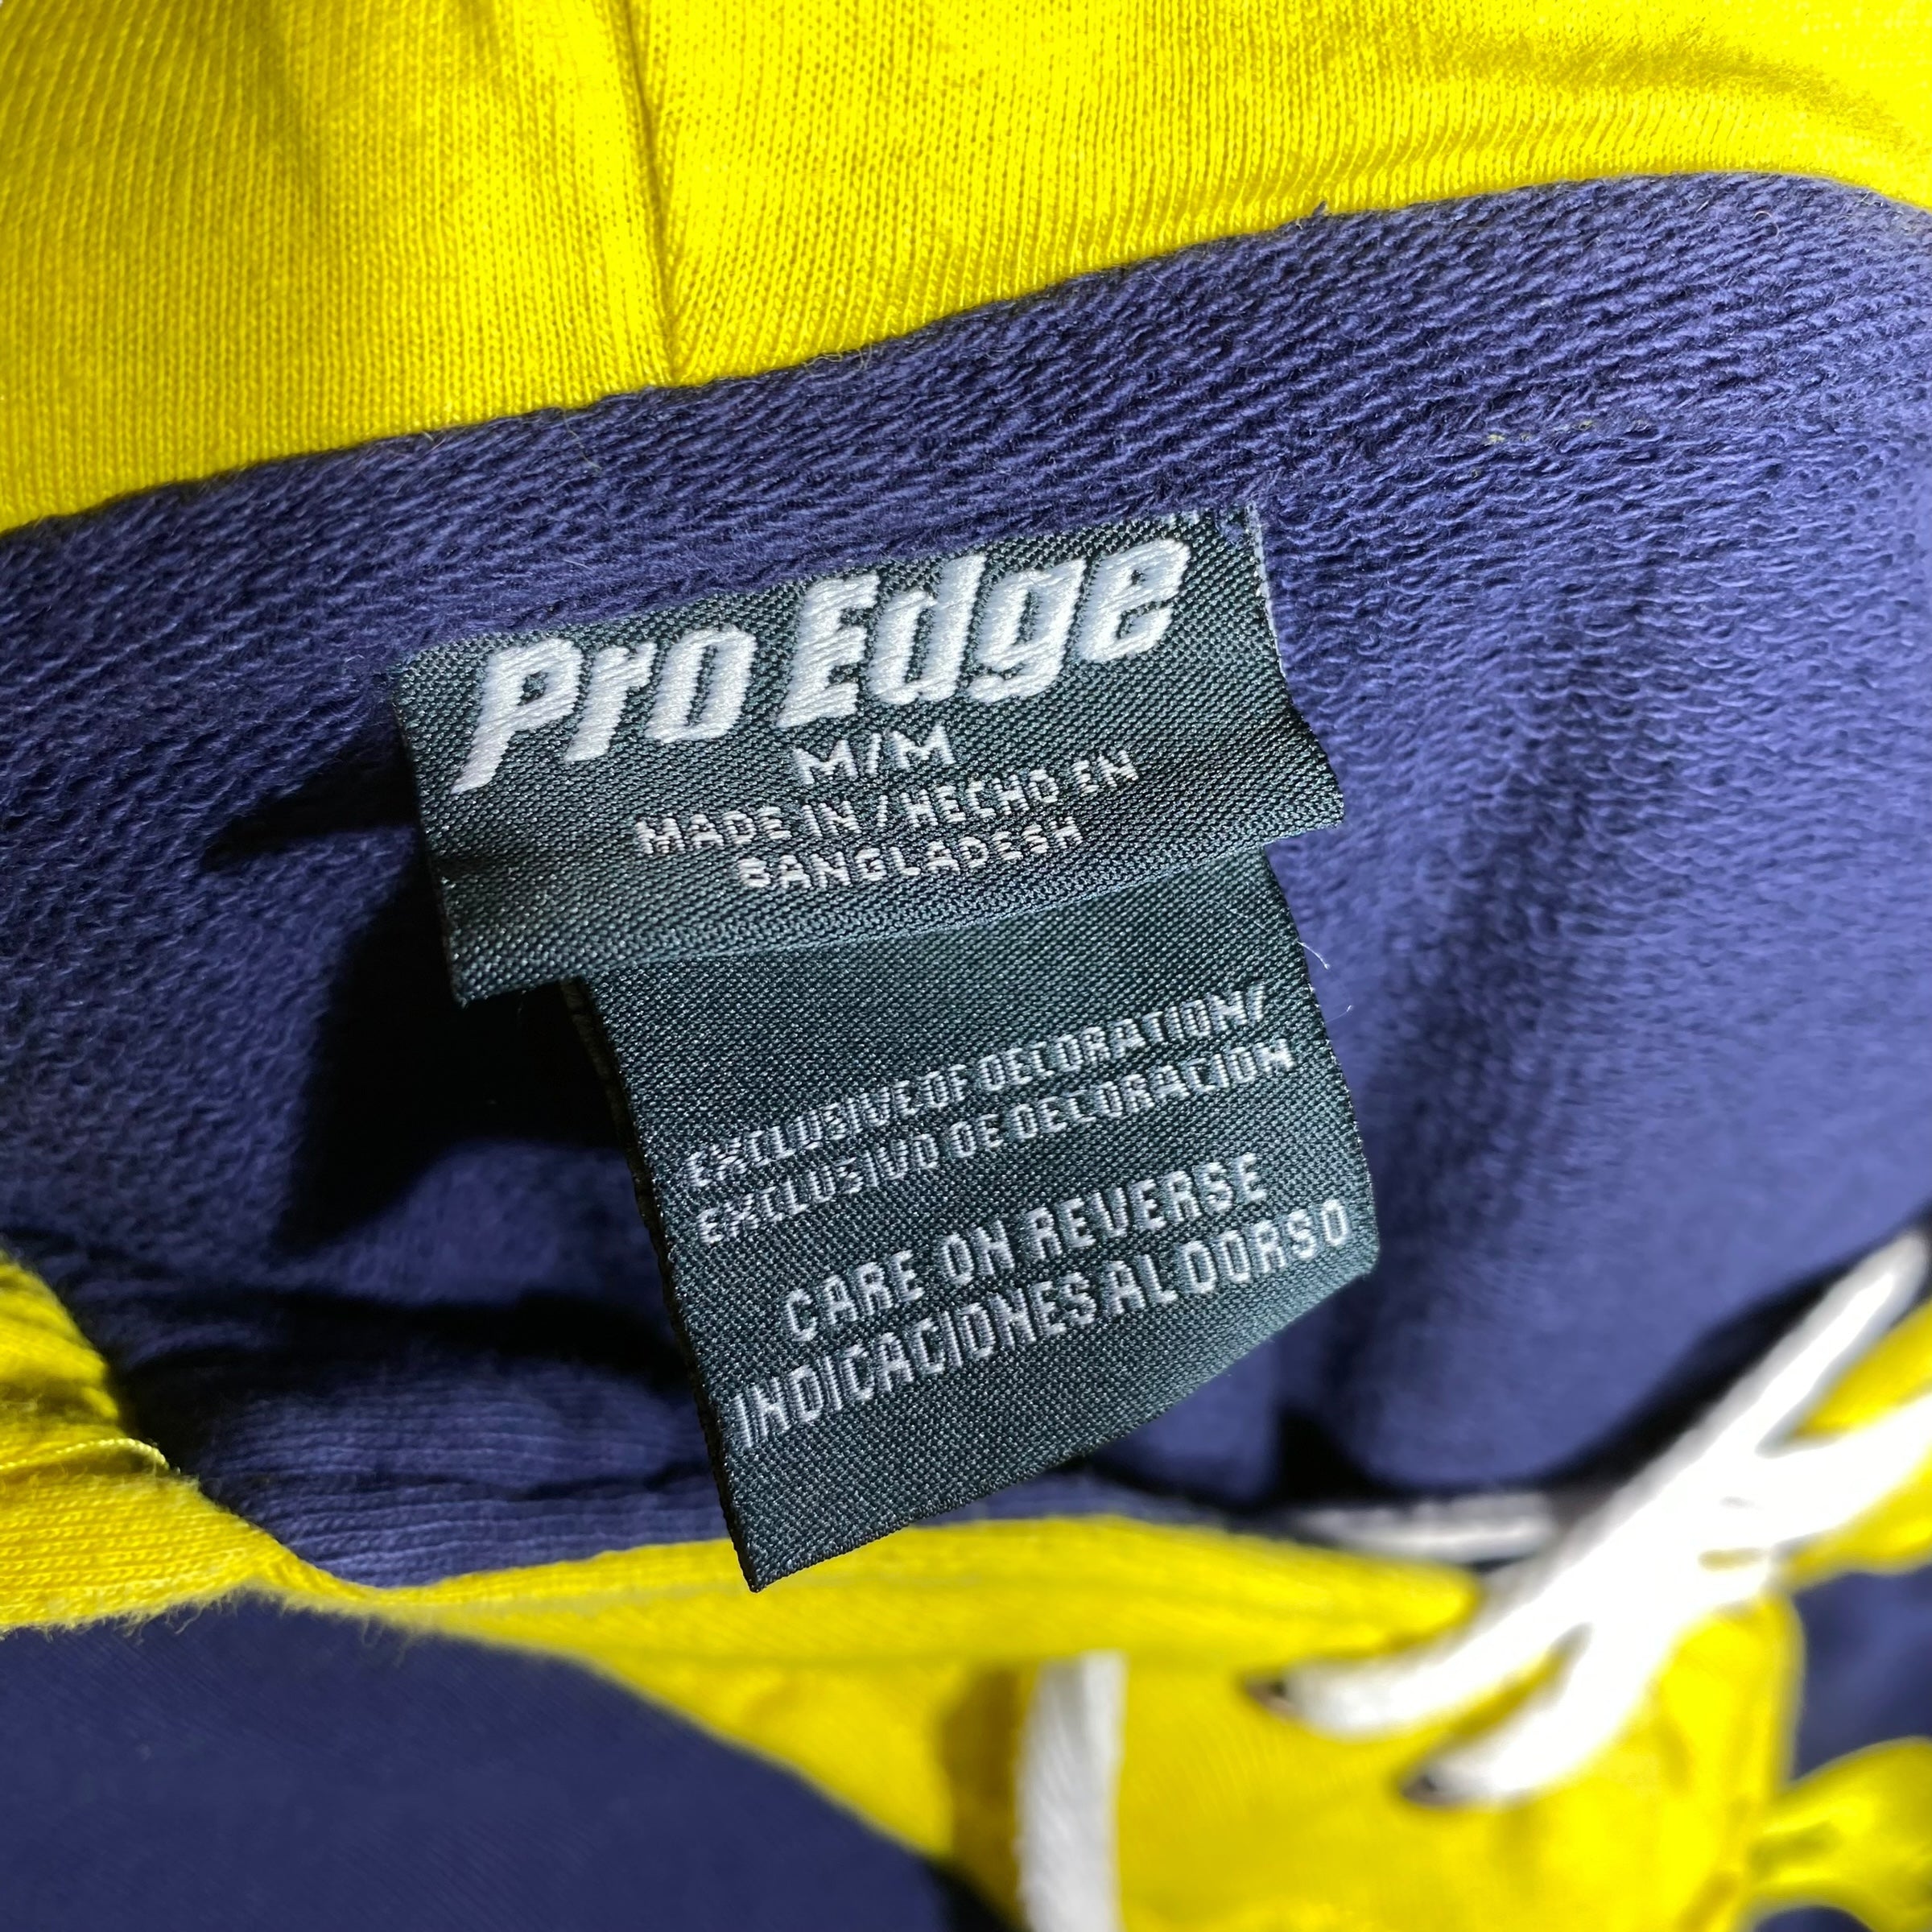 Pro Edge
M/M
MADE IN / HECHO EN
BANGLADESH
EXCLUSIVE OF DECORATION/
EXCLUSIVO DE DECORACION
CARE ON REVERSE
INDICACIONES AL DORSO